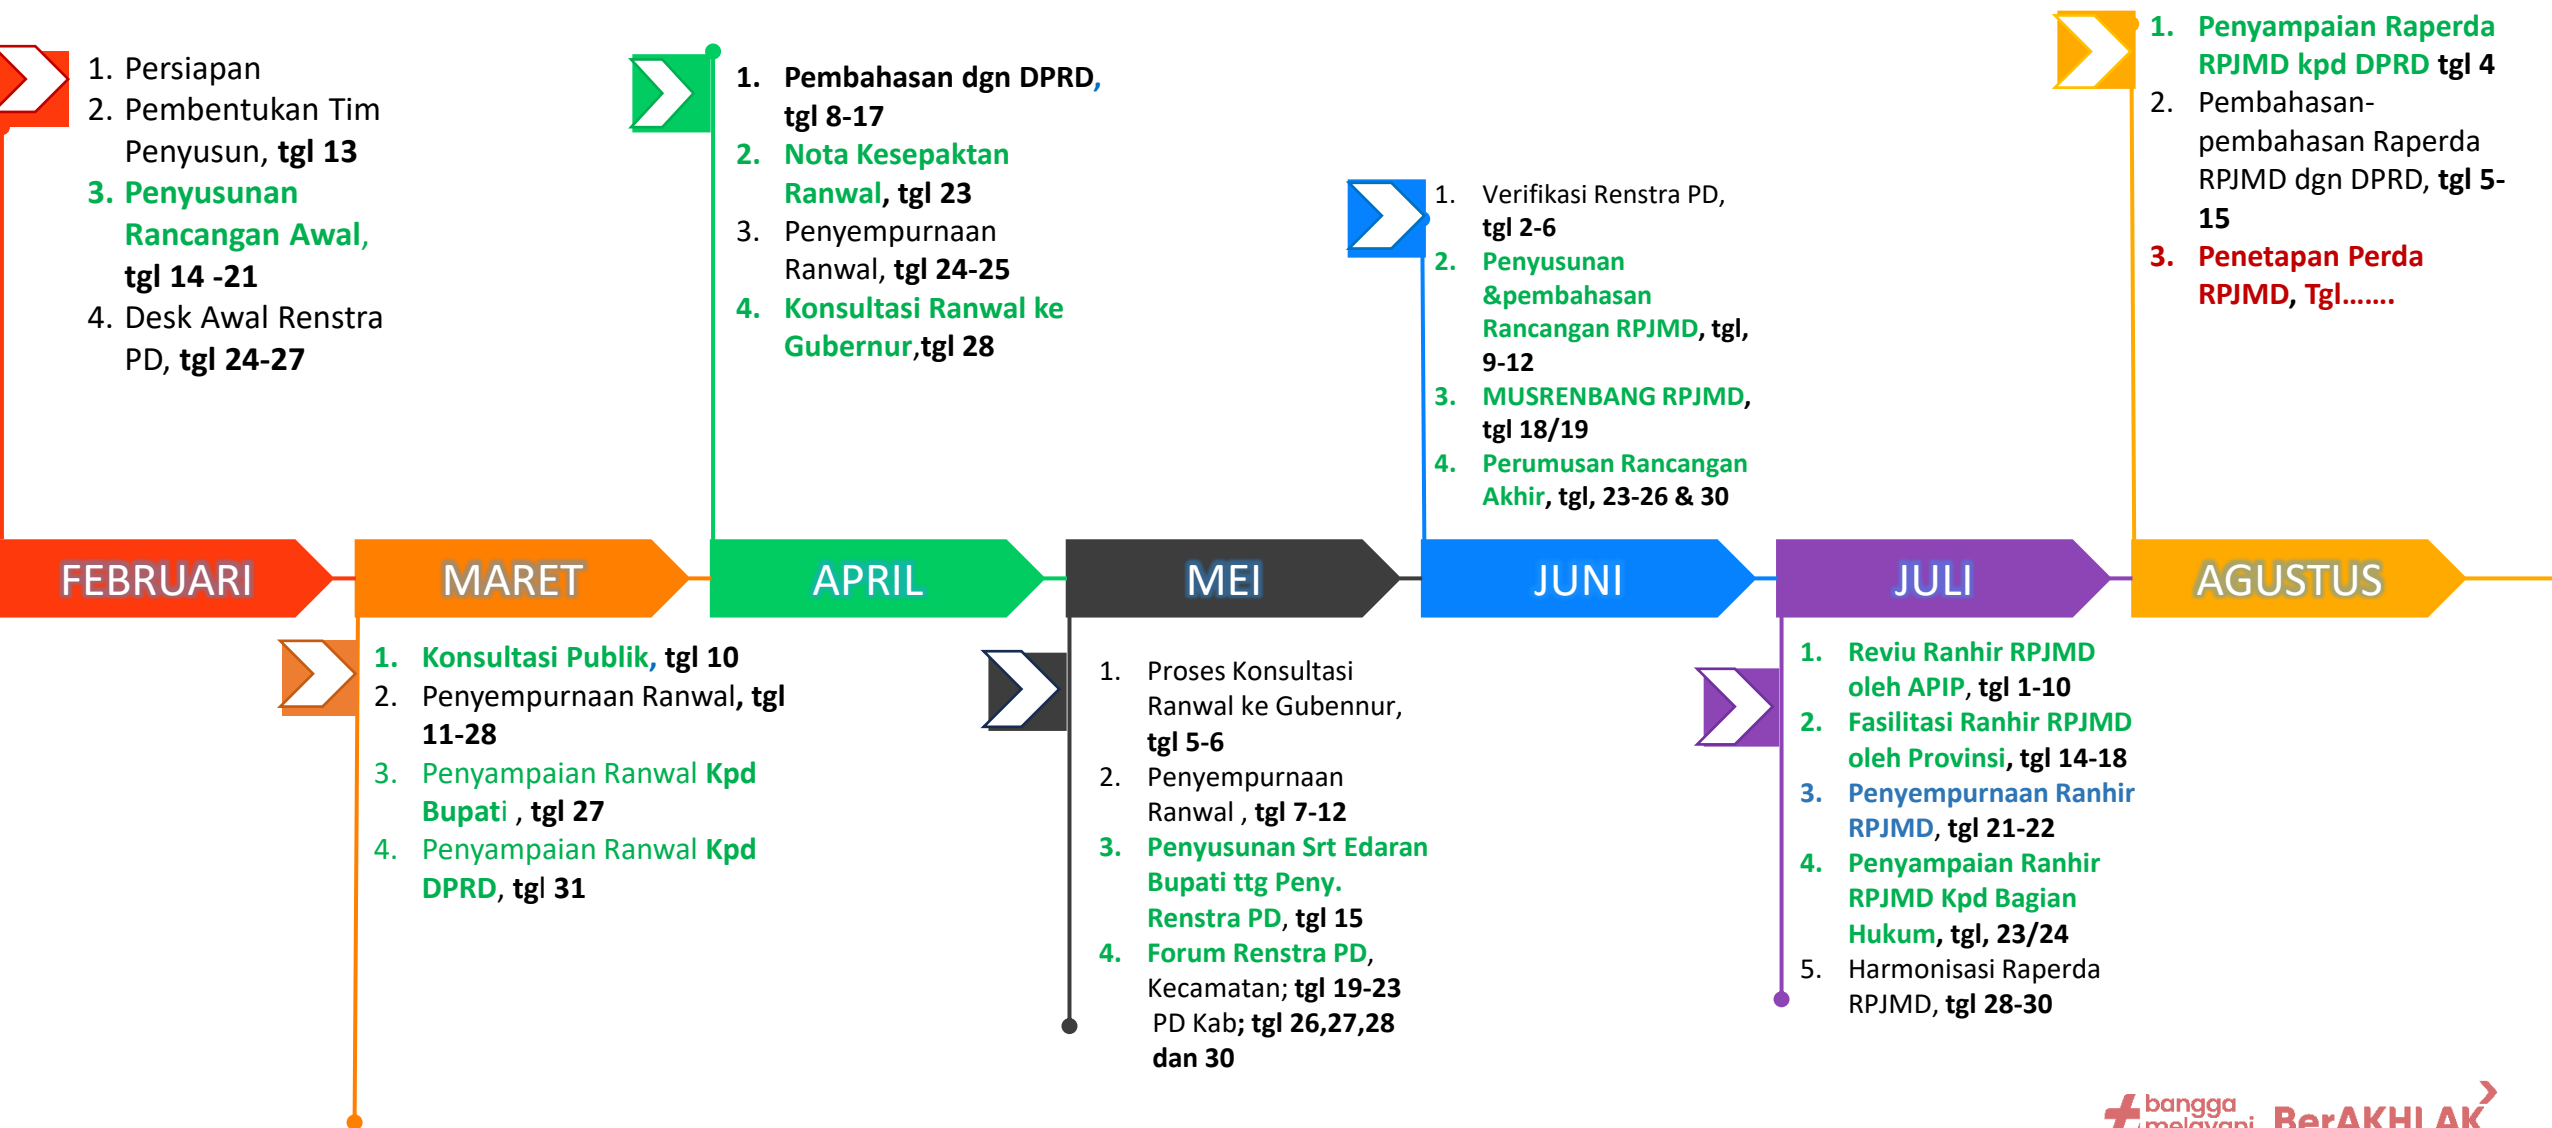 1. Persiapan
2. Pembentukan Tim
Penyusun, tgl 13
3. Penyusunan
Rancangan Awal,
tgl 14 -21
4. Desk Awal Renstra
PD, tgl 24-27
1. Pembahasan dgn DPRD,
tgl 8-17
2. Nota Kesepaktan
Ranwal, tgl 23
3. Penyempurnaan
Ranwal, tgl 24-25
4. Konsultasi Ranwal ke
Gubernur,tgl 28
1. Verifikasi Renstra PD,
tgl 2-6
2. Penyusunan
&pembahasan
Rancangan RPJMD, tgl,
9-12
3. MUSRENBANG RPJMD,
tgl 18/19
4. Perumusan Rancangan
Akhir, tgl, 23-26 & 30
1. Penyampaian Raperda
RPJMD kpd DPRD tgl 4
2. Pembahasan-
pembahasan Raperda
RPJMD dgn DPRD, tgl 5-
15
3. Penetapan Perda
RPJMD, Tgl.......
FEBRUARI
MARET
APRIL
MEI
JUNI
JULI
AGUSTUS
1. Konsultasi Publik, tgl 10
2. Penyempurnaan Ranwal, tgl
11-28
3. Penyampaian Ranwal Kpd
Bupati , tgl 27
4. Penyampaian Ranwal Kpd
DPRD, tgl 31
1. Proses Konsultasi
Ranwal ke Gubennur,
tgl 5-6
2. Penyempurnaan
Ranwal , tgl 7-12
3. Penyusunan Srt Edaran
Bupati ttg Peny.
Renstra PD, tgl 15
4. Forum Renstra PD,
Kecamatan; tgl 19-23
PD Kab; tgl 26,27,28
dan 30
1. Reviu Ranhir RPJMD
oleh APIP, tgl 1-10
2. Fasilitasi Ranhir RPJMD
oleh Provinsi, tgl 14-18
3. Penyempurnaan Ranhir
RPJMD, tgl 21-22
4. Penyampaian Ranhir
RPJMD Kpd Bagian
Hukum, tgl, 23/24
5. Harmonisasi Raperda
RPJMD, tgl 28-30
# bangga
melayani
BerAKHLAK